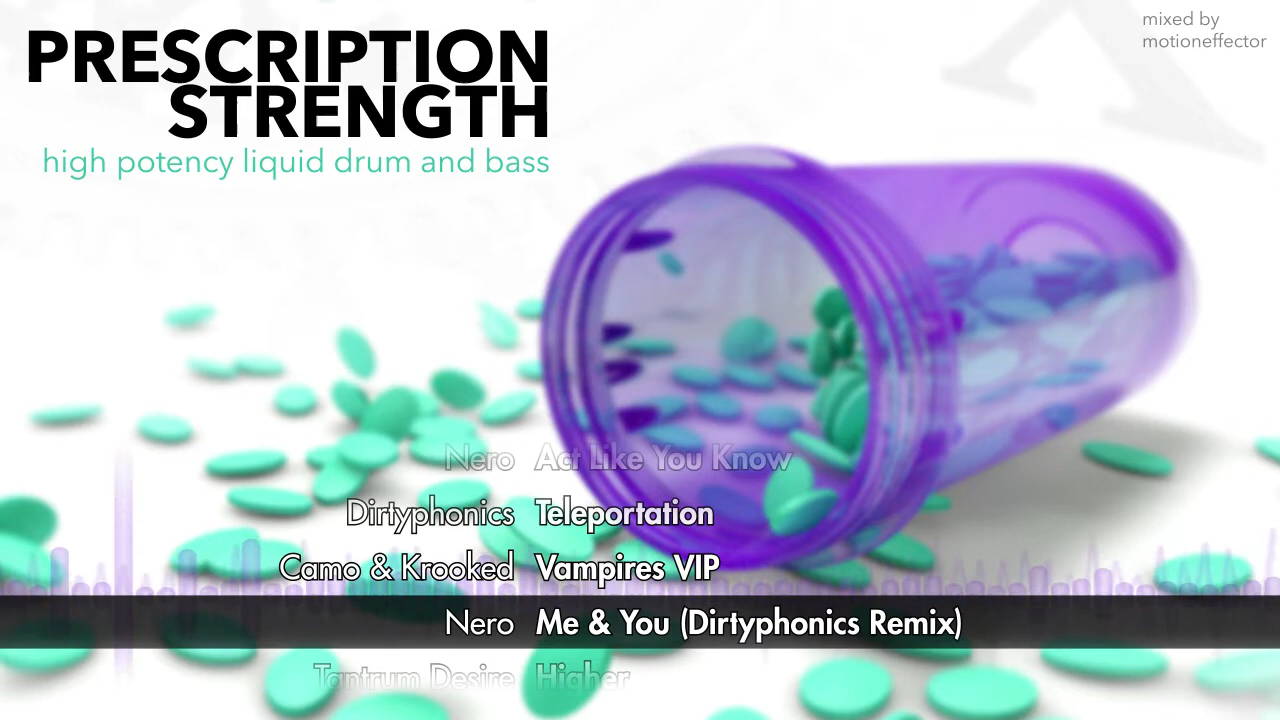 PRESCRIPTION
STRENGTH
high potency liquid drum and bass
mixed by
motioneffector
Nero Act Like You Know
Dirtyphonics Teleportation
Camo & Krooked Vampires VIP
Nero Me & You (Dirtyphonics Remix)
Tantrum Desire Higher